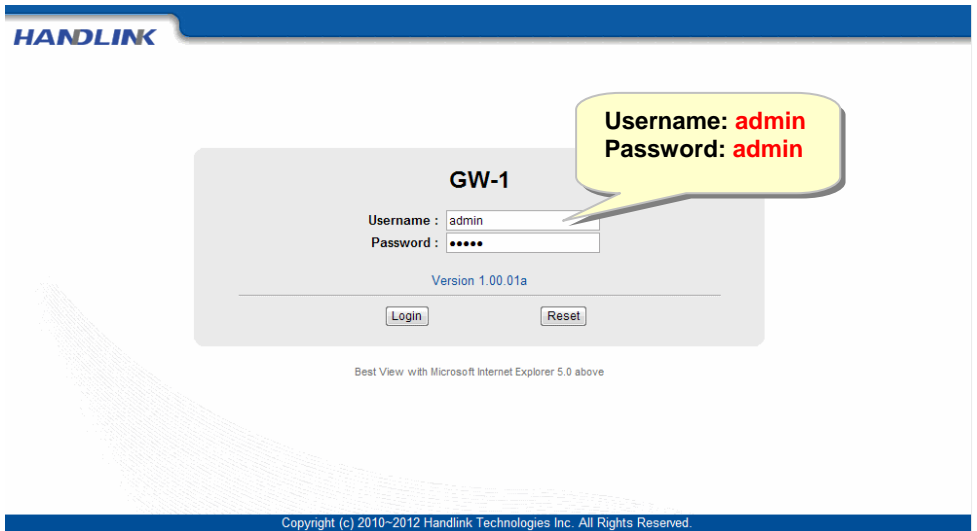 HANDLINK
Username: admin
Password: admin
GW-1
Username : admin
Password : •••••
Version 1.00.01a
Login Reset
Best View with Microsoft Internet Explorer 5.0 above
Copyright (c) 2010~2012 Handlink Technologies Inc. All Rights Reserved.